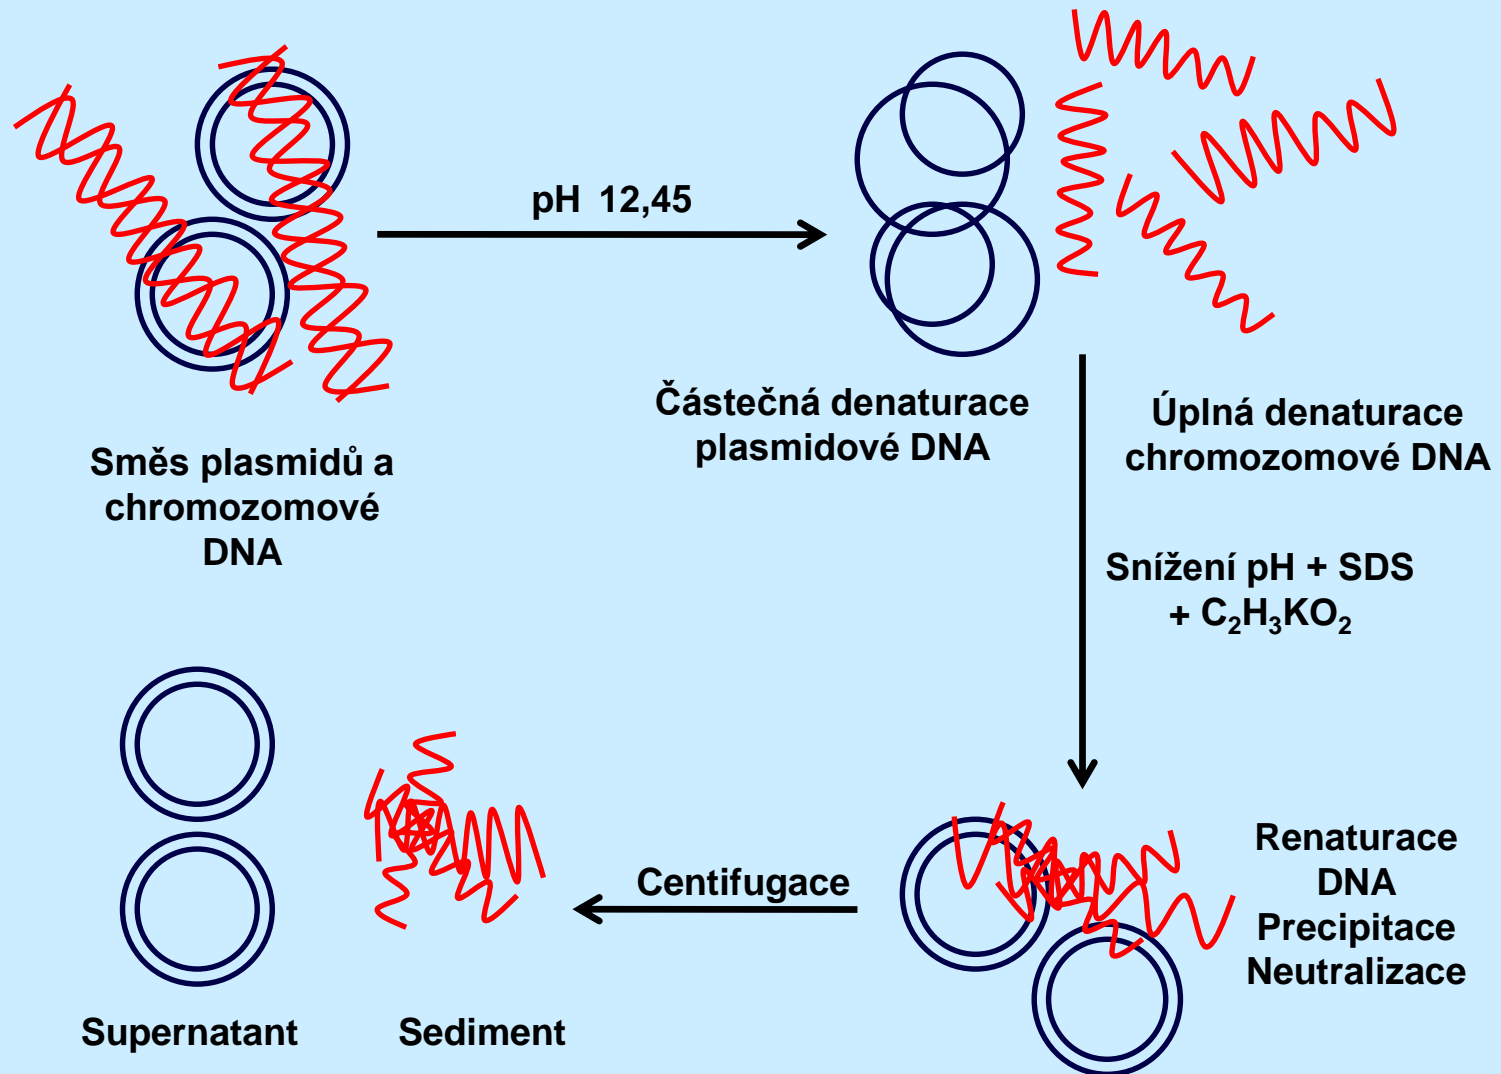 pH 12,45
Směs plasmidů a
chromozomové
DNA
Částečná denaturace
plasmidové DNA
Úplná denaturace
chromozomové DNA
Snížení pH + SDS
+ C₂H₃KO₂
Renaturace
DNA
Precipitace
Neutralizace
Centifugace
Supernatant
Sediment